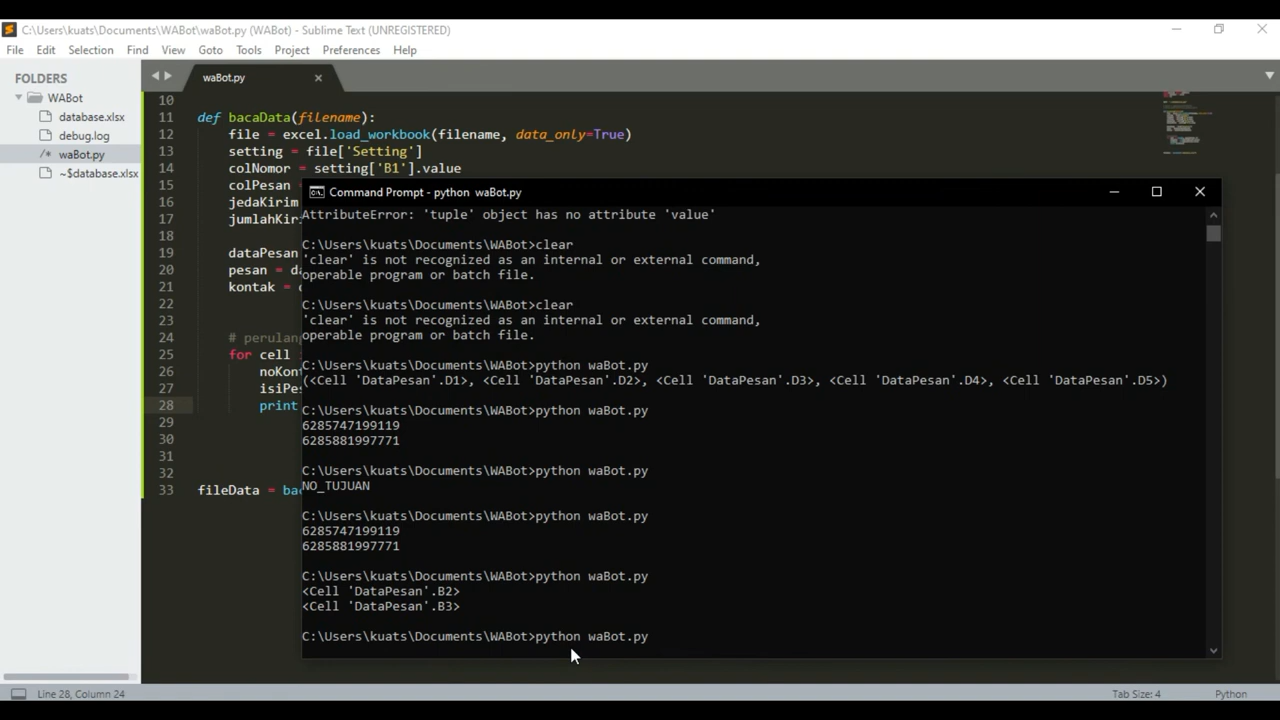 C:\Users\kuats\Documents\WABot\waBot.py (WABot) - Sublime Text (UNREGISTERED)
File Edit Selection Find View Goto Tools Project Preferences Help
FOLDERS
WABot
database.xlsx
debug.log
/* waBot.py
~$database.xlsx
waBot.py
10
11 def bacaData(filename):
12 file = excel.load_workbook(filename, data_only=True)
13 setting = file['Setting']
14 colNomor = setting['B1'].value
15 colPesan =
16 jedaKirim
17 jumlahKiri
18
19 dataPesan
20 pesan = da
21 kontak =
22
23
24 # perulang
25 for cell
26 noKont
27 isiPes
28 print
29
30
31
32
33 fileData = bac
Command Prompt - python waBot.py
AttributeError: 'tuple' object has no attribute 'value'
C:\Users\kuats\Documents\WABot>clear
'clear' is not recognized as an internal or external command,
operable program or batch file.
C:\Users\kuats\Documents\WABot>clear
'clear' is not recognized as an internal or external command,
operable program or batch file.
C:\Users\kuats\Documents\WABot>python waBot.py
(<Cell 'DataPesan'.D1>, <Cell 'DataPesan'.D2>, <Cell 'DataPesan'.D3>, <Cell 'DataPesan'.D4>, <Cell 'DataPesan'.D5>)
C:\Users\kuats\Documents\WABot>python waBot.py
6285747199119
6285881997771
C:\Users\kuats\Documents\WABot>python waBot.py
NO_TUJUAN
C:\Users\kuats\Documents\WABot>python waBot.py
6285747199119
6285881997771
C:\Users\kuats\Documents\WABot>python waBot.py
<Cell 'DataPesan'.B2>
<Cell 'DataPesan'.B3>
C:\Users\kuats\Documents\WABot>python waBot.py
Line 28, Column 24
Tab Size: 4
Python